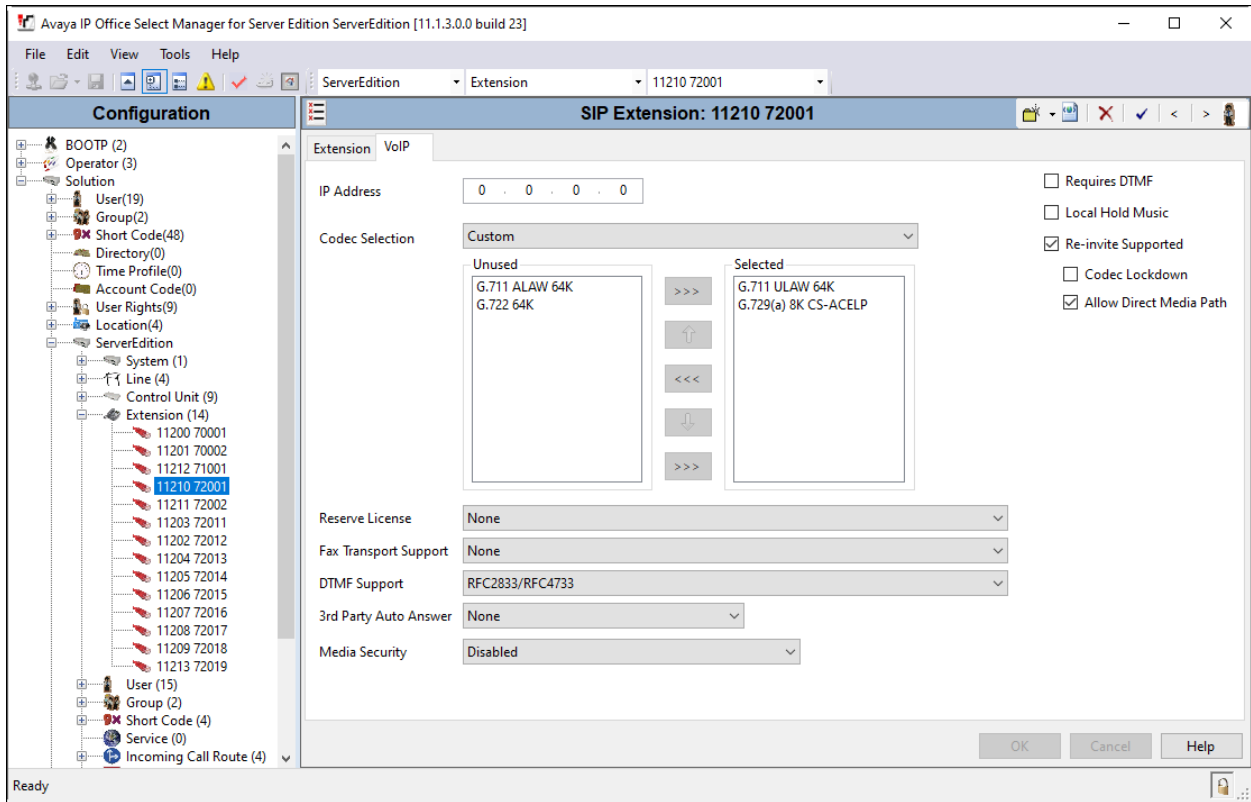 Avaya IP Office Select Manager for Server Edition ServerEdition [11.1.3.0.0 build 23]
File Edit View Tools Help
ServerEdition Extension 11210 72001
Configuration
BOOTP (2)
Operator (3)
Solution
User(19)
Group(2)
Short Code(48)
Directory(0)
Time Profile(0)
Account Code(0)
User Rights(9)
Location(4)
ServerEdition
System (1)
Line (4)
Control Unit (9)
Extension (14)
11200 70001
11201 70002
11212 71001
11210 72001
11211 72002
11203 72011
11202 72012
11204 72013
11205 72014
11206 72015
11207 72016
11208 72017
11209 72018
11213 72019
User (15)
Group (2)
Short Code (4)
Service (0)
Incoming Call Route (4)
SIP Extension: 11210 72001
Extension VoIP
IP Address 0 . 0 . 0 . 0
Codec Selection Custom
Unused
G.711 ALAW 64K
G.722 64K
>>>
<<<
>>>
Selected
G.711 ULAW 64K
G.729(a) 8K CS-ACELP
Reserve License None
Fax Transport Support None
DTMF Support RFC2833/RFC4733
3rd Party Auto Answer None
Media Security Disabled
Requires DTMF
Local Hold Music
Re-invite Supported
Codec Lockdown
Allow Direct Media Path
OK Cancel Help
Ready